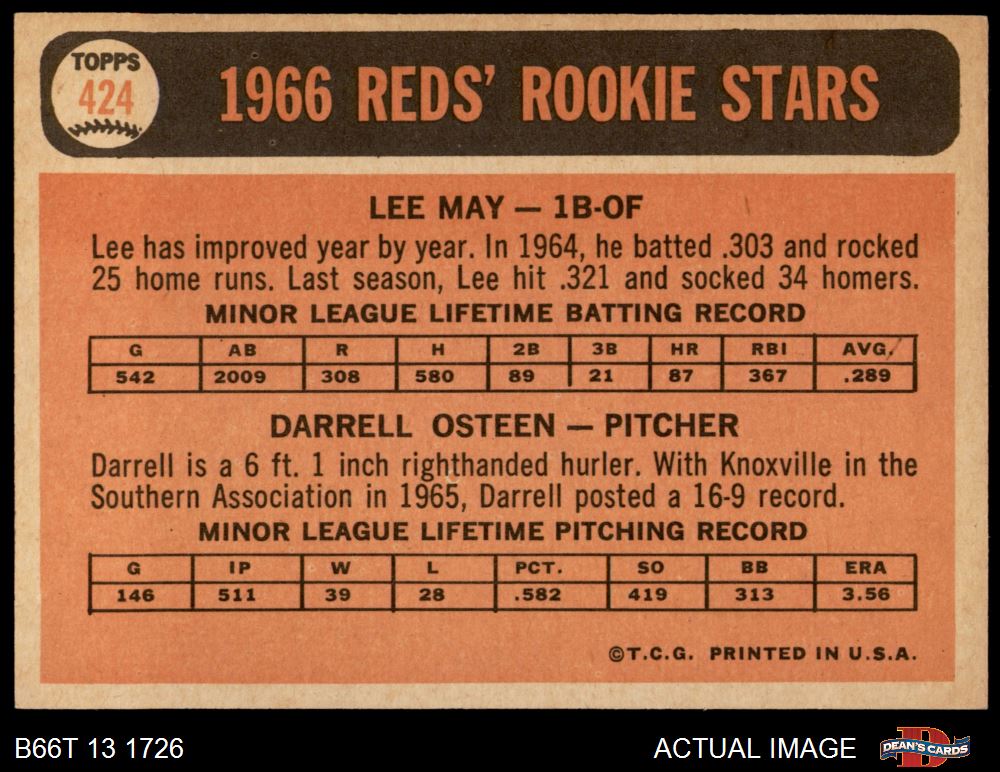 TOPPS
424
1966 REDS' ROOKIE STARS
LEE MAY — 1B-OF
Lee has improved year by year. In 1964, he batted .303 and rocked
25 home runs. Last season, Lee hit .321 and socked 34 homers.
MINOR LEAGUE LIFETIME BATTING RECORD
G AB R H 2B 3B HR RBI AVG.
542 2009 308 580 89 21 87 367 .289
DARRELL OSTEEN — PITCHER
Darrell is a 6 ft. 1 inch righthanded hurler. With Knoxville in the
Southern Association in 1965, Darrell posted a 16-9 record.
MINOR LEAGUE LIFETIME PITCHING RECORD
G IP W L PCT. SO BB ERA
146 511 39 28 .582 419 313 3.56
©T.C.G. PRINTED IN U.S.A.
B66T 13 1726 ACTUAL IMAGE DEAN'S CARDS